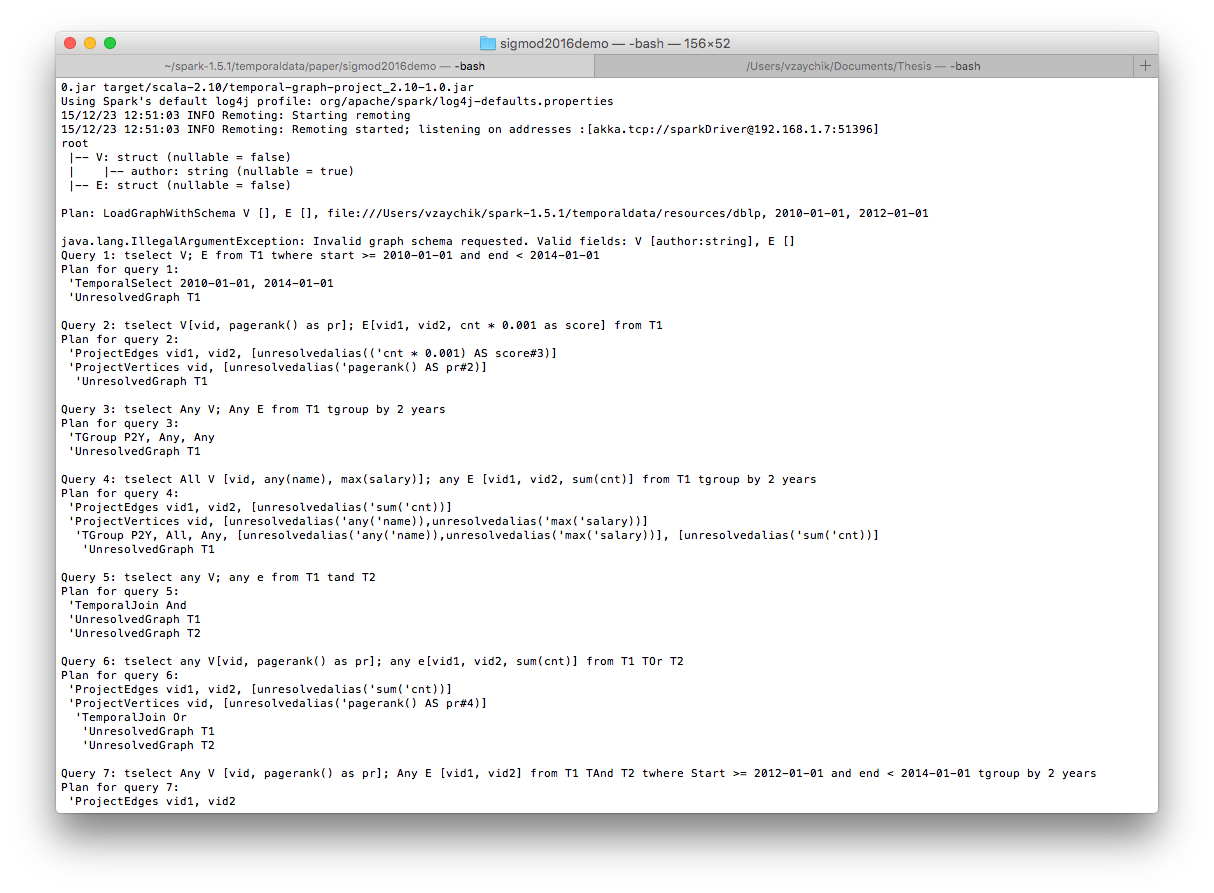 sigmod2016demo — -bash — 156×52
~/spark-1.5.1/temporaldata/paper/sigmod2016demo — -bash
/Users/vzaychik/Documents/Thesis — -bash
0.jar target/scala-2.10/temporal-graph-project_2.10-1.0.jar
Using Spark's default log4j profile: org/apache/spark/log4j-defaults.properties
15/12/23 12:51:03 INFO Remoting: Starting remoting
15/12/23 12:51:03 INFO Remoting: Remoting started; listening on addresses :[akka.tcp://sparkDriver@192.168.1.7:51396]
root
 |-- V: struct (nullable = false)
 |    |-- author: string (nullable = true)
 |-- E: struct (nullable = false)
Plan: LoadGraphWithSchema V [], E [], file:///Users/vzaychik/spark-1.5.1/temporaldata/resources/dblp, 2010-01-01, 2012-01-01
java.lang.IllegalArgumentException: Invalid graph schema requested. Valid fields: V [author:string], E []
Query 1: tselect V; E from T1 twhere start >= 2010-01-01 and end < 2014-01-01
Plan for query 1:
 'TemporalSelect 2010-01-01, 2014-01-01
 'UnresolvedGraph T1
Query 2: tselect V[vid, pagerank() as pr]; E[vid1, vid2, cnt * 0.001 as score] from T1
Plan for query 2:
 'ProjectEdges vid1, vid2, [unresolvedalias(('cnt * 0.001) AS score#3)]
 'ProjectVertices vid, [unresolvedalias('pagerank() AS pr#2)]
  'UnresolvedGraph T1
Query 3: tselect Any V; Any E from T1 tgroup by 2 years
Plan for query 3:
 'TGroup P2Y, Any, Any
 'UnresolvedGraph T1
Query 4: tselect All V [vid, any(name), max(salary)]; any E [vid1, vid2, sum(cnt)] from T1 tgroup by 2 years
Plan for query 4:
 'ProjectEdges vid1, vid2, [unresolvedalias('sum('cnt))]
 'ProjectVertices vid, [unresolvedalias('any('name)),unresolvedalias('max('salary))]
  'TGroup P2Y, All, Any, [unresolvedalias('any('name)),unresolvedalias('max('salary))], [unresolvedalias('sum('cnt))]
   'UnresolvedGraph T1
Query 5: tselect any V; any e from T1 tand T2
Plan for query 5:
 'TemporalJoin And
 'UnresolvedGraph T1
 'UnresolvedGraph T2
Query 6: tselect any V[vid, pagerank() as pr]; any e[vid1, vid2, sum(cnt)] from T1 TOr T2
Plan for query 6:
 'ProjectEdges vid1, vid2, [unresolvedalias('sum('cnt))]
 'ProjectVertices vid, [unresolvedalias('pagerank() AS pr#4)]
  'TemporalJoin Or
   'UnresolvedGraph T1
   'UnresolvedGraph T2
Query 7: tselect Any V [vid, pagerank() as pr]; Any E [vid1, vid2] from T1 TAnd T2 twhere Start >= 2012-01-01 and end < 2014-01-01 tgroup by 2 years
Plan for query 7:
 'ProjectEdges vid1, vid2